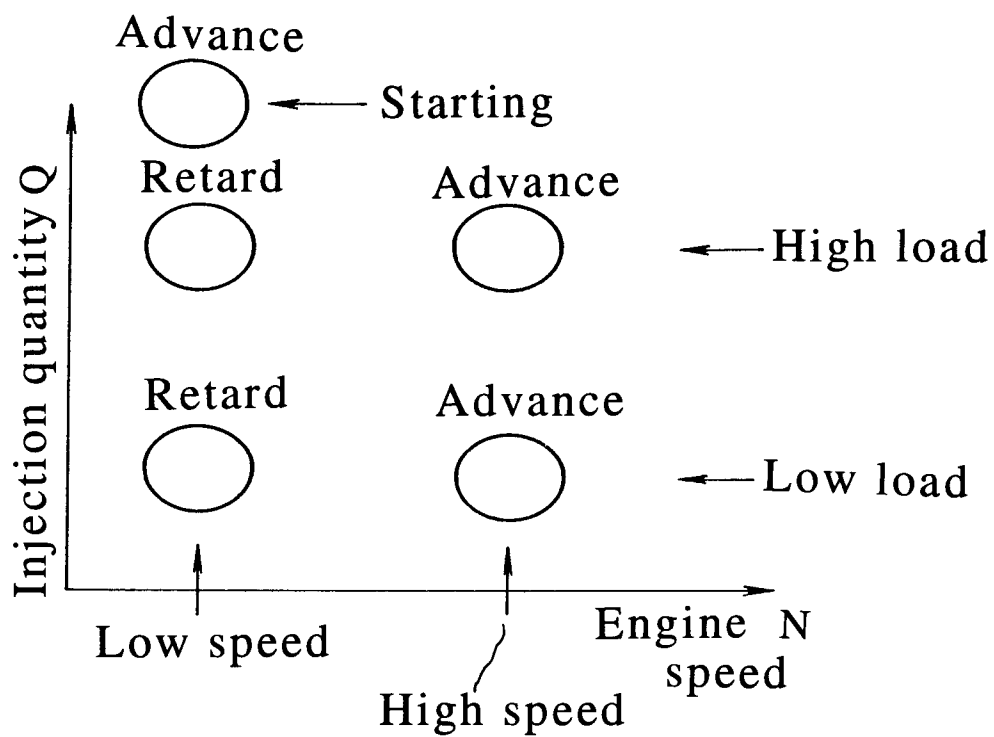 Advance
Starting
Injection quantity Q
Retard
Advance
High load
Retard
Advance
Low load
Low speed
High speed
Engine N
speed